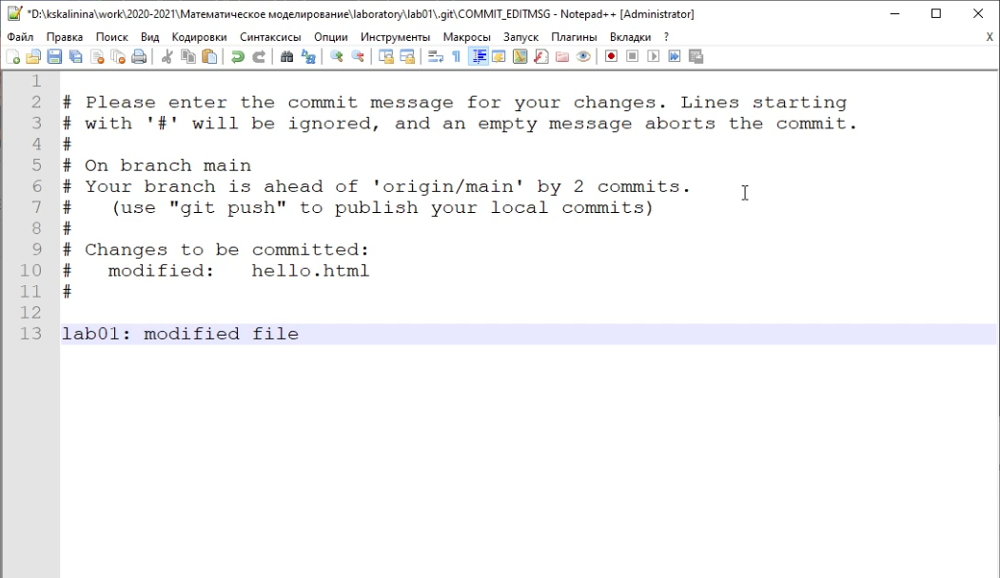 *D:\kskalinina\work\2020-2021\Математическое моделирование\laboratory\lab01\.git\COMMIT_EDITMSG - Notepad++ [Administrator]
Файл Правка Поиск Вид Кодировки Синтаксисы Опции Инструменты Макросы Запуск Плагины Вкладки ? X
1
2 # Please enter the commit message for your changes. Lines starting
3 # with '#' will be ignored, and an empty message aborts the commit.
4 #
5 # On branch main
6 # Your branch is ahead of 'origin/main' by 2 commits.
7 #   (use "git push" to publish your local commits)
8 #
9 # Changes to be committed:
10 #   modified:   hello.html
11 #
12
13 lab01: modified file